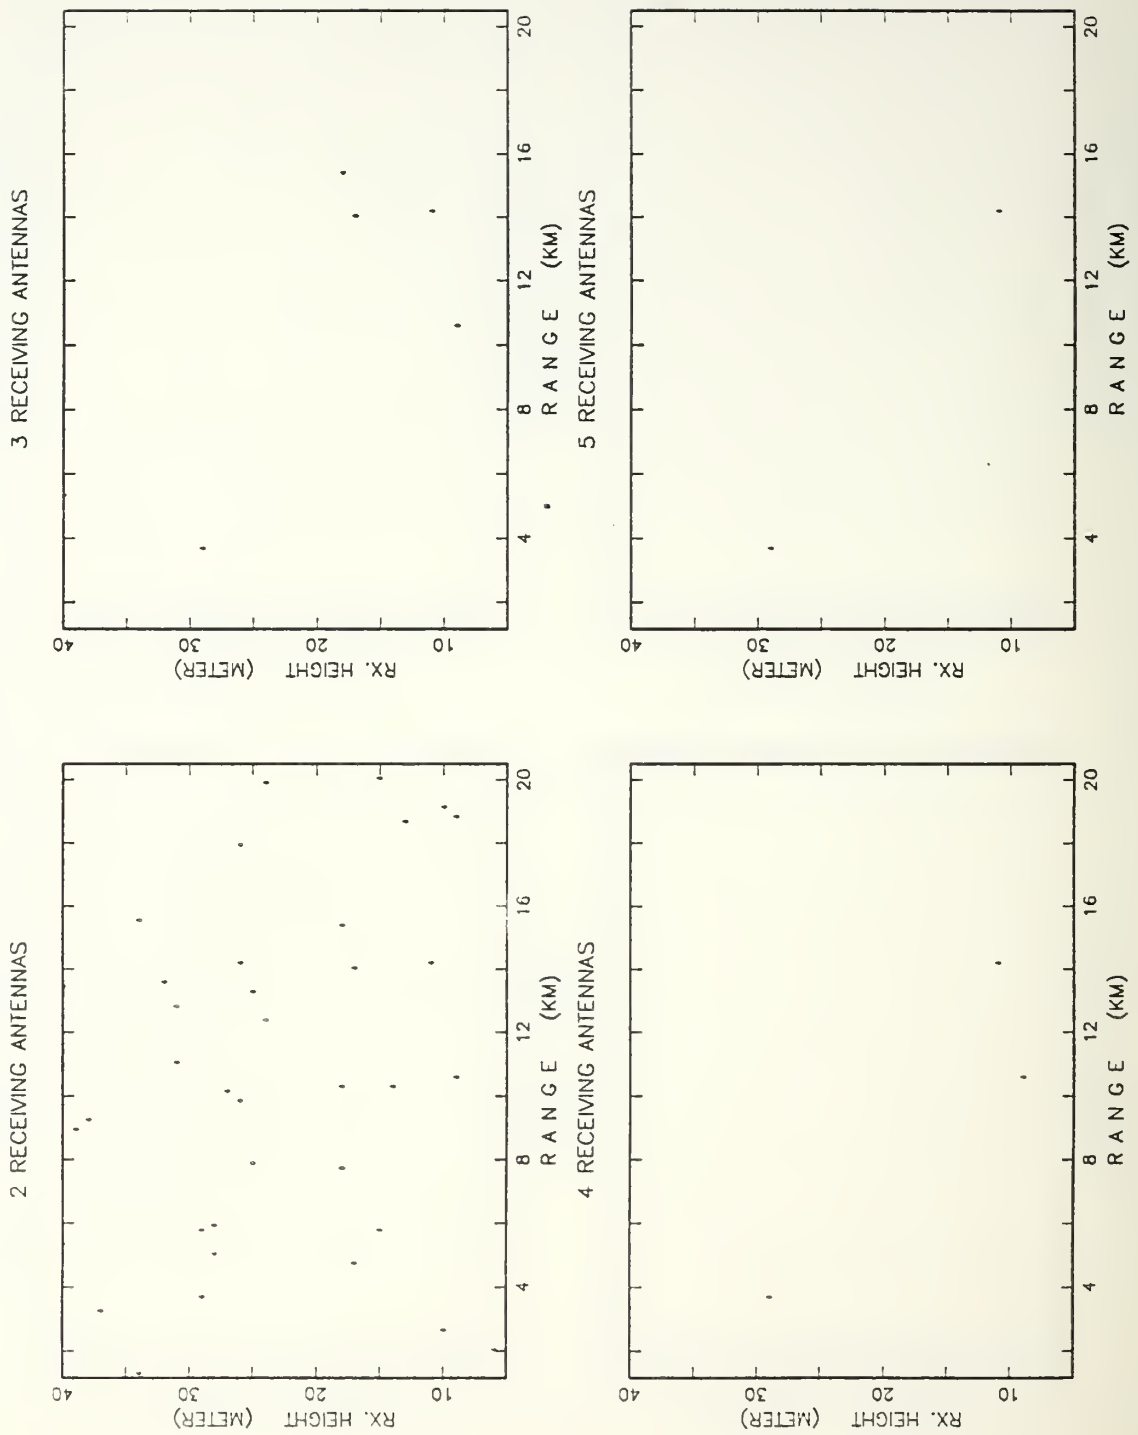 2 RECEIVING ANTENNAS
RX. HEIGHT (METER)
40
30
20
10
4 8 12 16 20
RANGE (KM)
3 RECEIVING ANTENNAS
RX. HEIGHT (METER)
40
30
20
10
4 8 12 16 20
RANGE (KM)
4 RECEIVING ANTENNAS
RX. HEIGHT (METER)
40
30
20
10
4 8 12 16 20
RANGE (KM)
5 RECEIVING ANTENNAS
RX. HEIGHT (METER)
40
30
20
10
4 8 12 16 20
RANGE (KM)